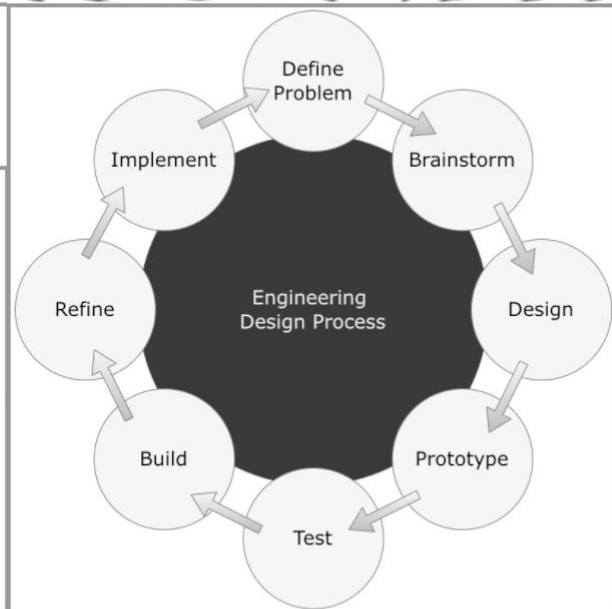 Define
Problem
Brainstorm
Design
Prototype
Test
Build
Refine
Implement
Engineering
Design Process